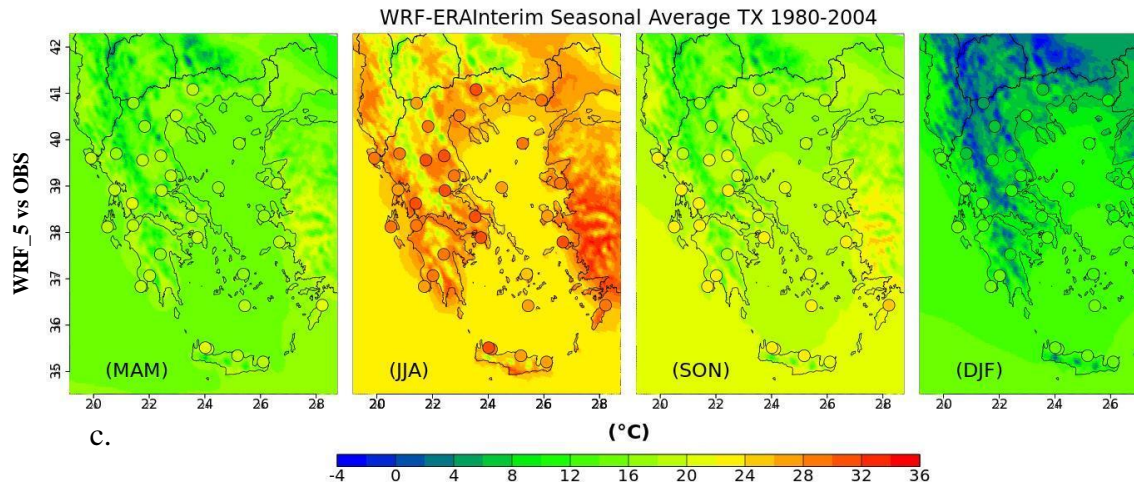 WRF-ERAInterim Seasonal Average TX 1980-2004
WRF_5 vs OBS
42
41
40
39
38
37
36
35
(MAM) (JJA) (SON) (DJF)
20 22 24 26 28 20 22 24 26 28 20 22 24 26 28 20 22 24 26
c.
(°C)
-4 0 4 8 12 16 20 24 28 32 36